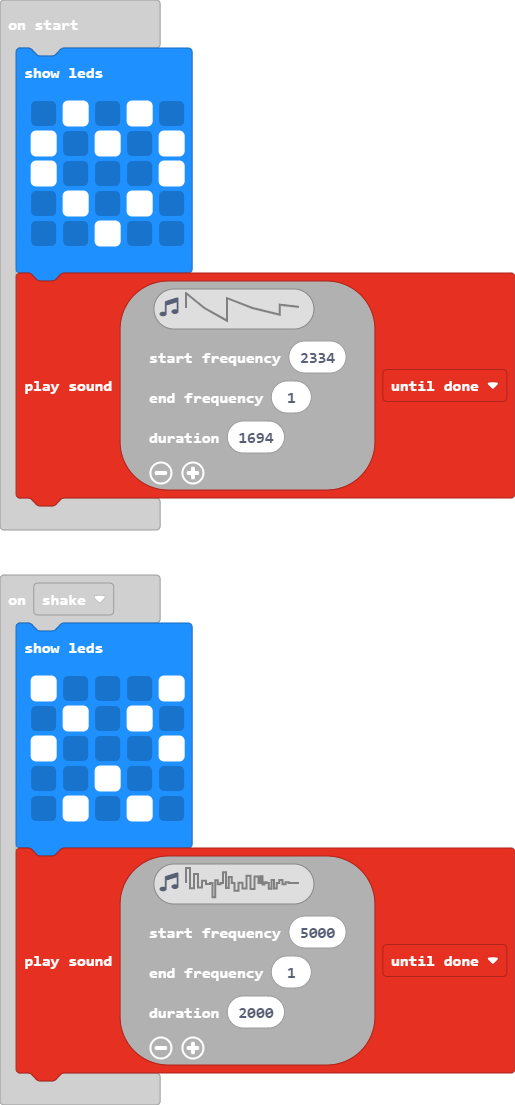 on start
show leds
start frequency 2334
end frequency 1
play sound
until done
duration 1694
on shake
show leds
start frequency 5000
end frequency 1
play sound
until done
duration 2000